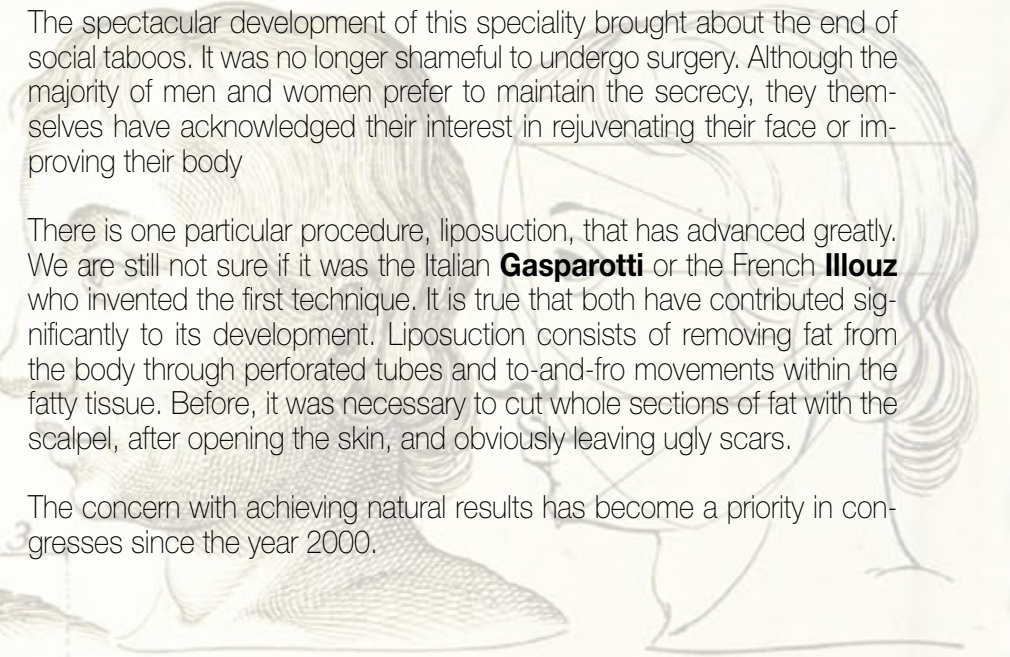 The spectacular development of this speciality brought about the end of
social taboos. It was no longer shameful to undergo surgery. Although the
majority of men and women prefer to maintain the secrecy, they them-
selves have acknowledged their interest in rejuvenating their face or im-
proving their body
There is one particular procedure, liposuction, that has advanced greatly.
We are still not sure if it was the Italian Gasparotti or the French Illouz
who invented the first technique. It is true that both have contributed sig-
nificantly to its development. Liposuction consists of removing fat from
the body through perforated tubes and to-and-fro movements within the
fatty tissue. Before, it was necessary to cut whole sections of fat with the
scalpel, after opening the skin, and obviously leaving ugly scars.
The concern with achieving natural results has become a priority in con-
3
gresses since the year 2000.